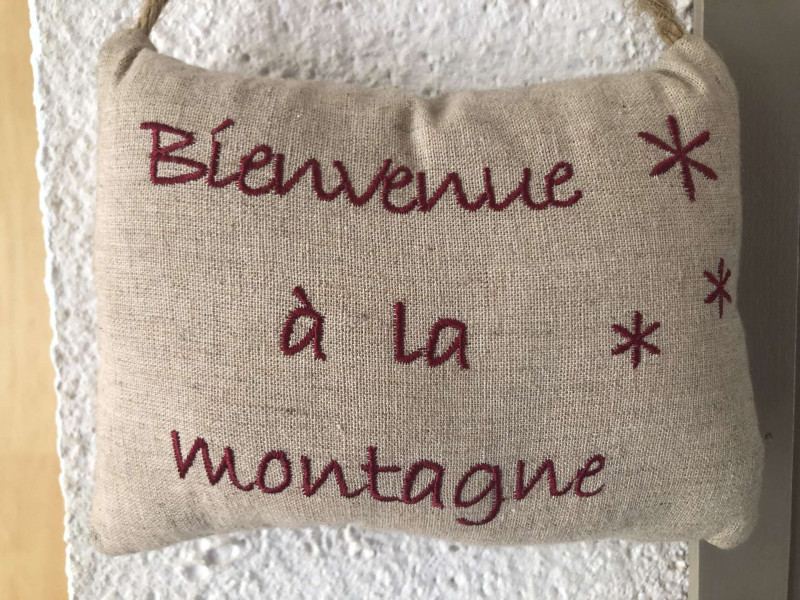 Bienvenue
à la
montagne